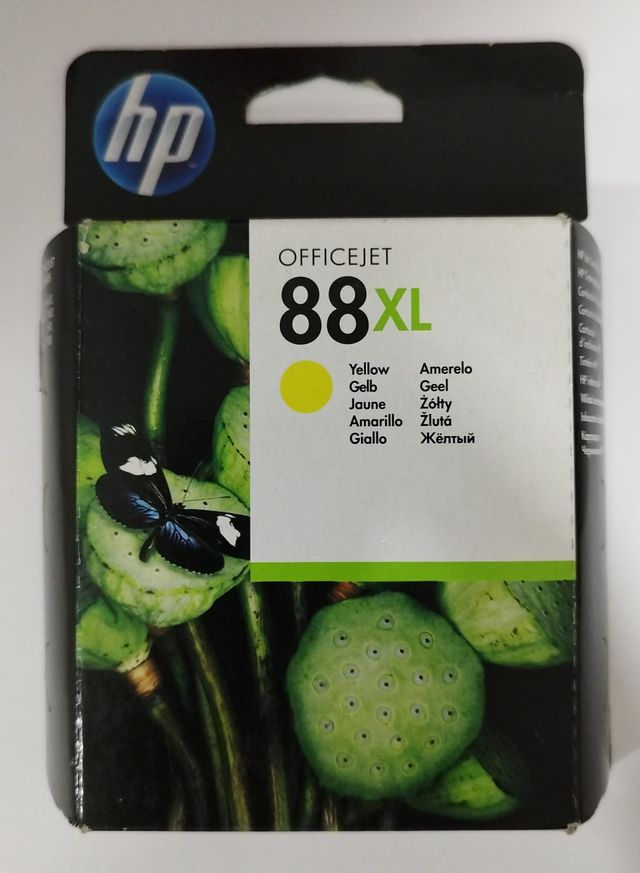 hp
OFFICEJET
88XL
Yellow Amerelo
Gelb Geel
Jaune Żółty
Amarillo Žlutá
Giallo Жёлтый